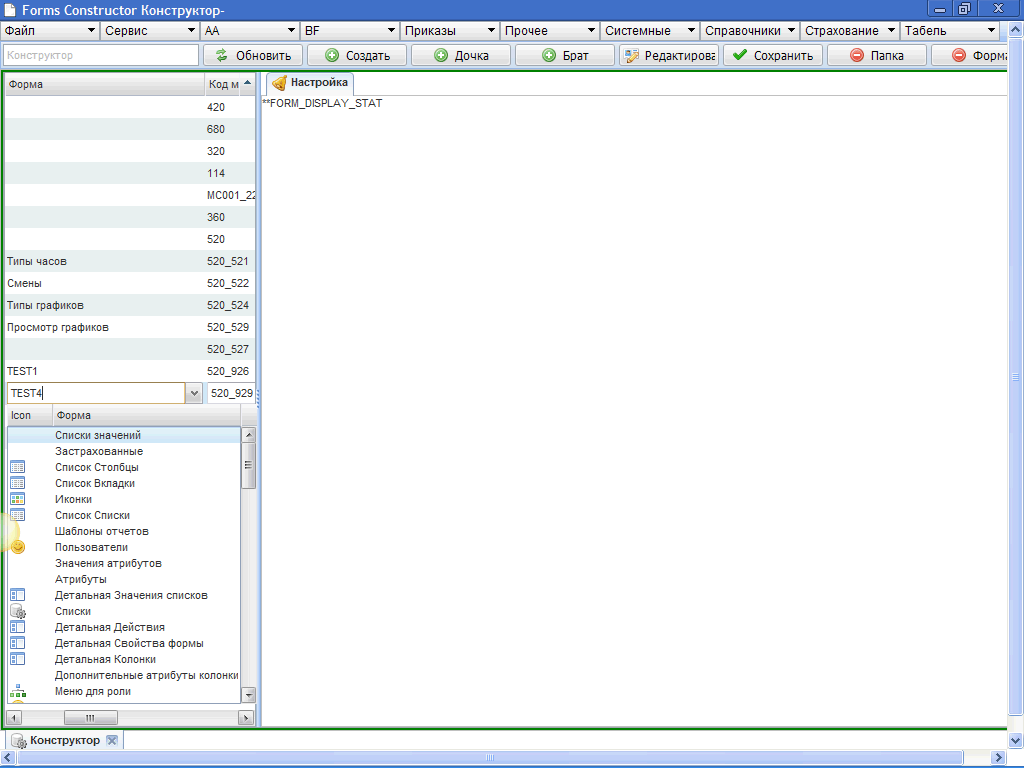 Forms Constructor Конструктор-
Файл Сервис AA BF Приказы Прочее Системные Справочники Страхование Табель
Конструктор Обновить Создать Дочка Брат Редактирова Сохранить Папка Форма
Форма Код м
Настройка
**FORM_DISPLAY_STAT
420
680
320
114
MC001_22
360
520
Типы часов 520_521
Смены 520_522
Типы графиков 520_524
Просмотр графиков 520_529
520_527
TEST1 520_926
TEST4 520_929
Icon Форма
Списки значений
Застрахованные
Список Столбцы
Список Вкладки
Иконки
Список Списки
Шаблоны отчетов
Пользователи
Значения атрибутов
Атрибуты
Детальная Значения списков
Списки
Детальная Действия
Детальная Свойства формы
Детальная Колонки
Дополнительные атрибуты колонки
Меню для роли
Конструктор